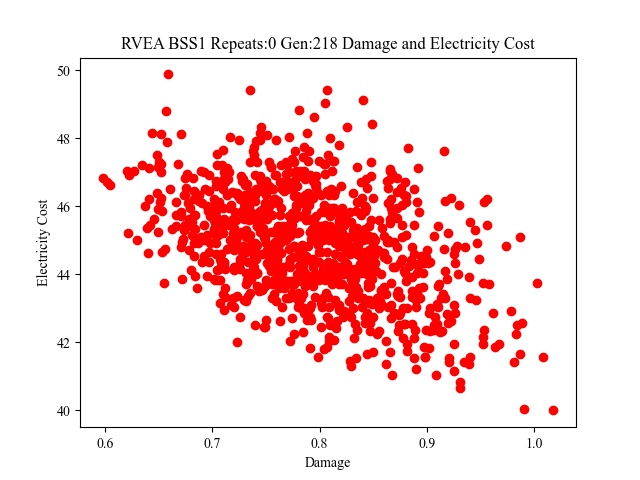 RVEA BSS1 Repeats:0 Gen:218 Damage and Electricity Cost
50
48
46
44
42
40
Electricity Cost
0.6 0.7 0.8 0.9 1.0
Damage